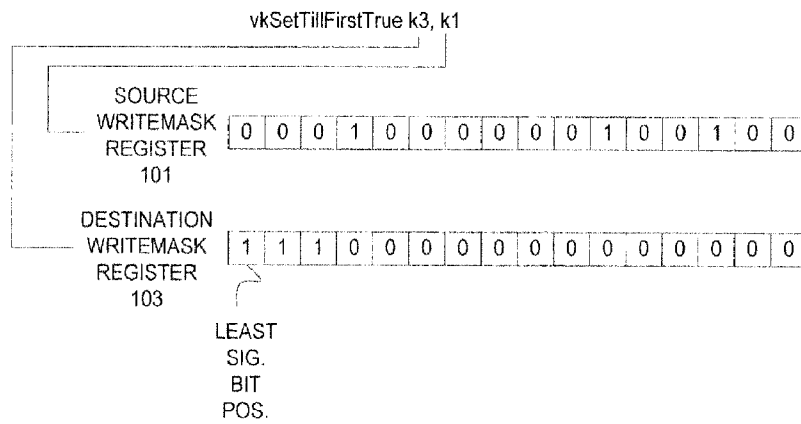 vkSetTillFirstTrue k3, k1
SOURCE
WRITEMASK
REGISTER
101
0 0 0 1 0 0 0 0 0 0 1 0 0 1 0 0
DESTINATION
WRITEMASK
REGISTER
103
1 1 1 0 0 0 0 0 0 0 0 0 0 0 0 0
LEAST
SIG.
BIT
POS.